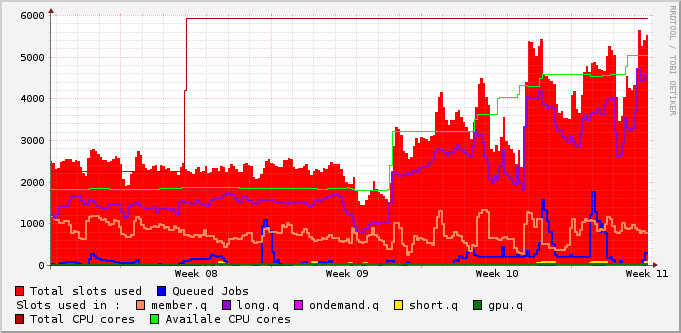 6000
5000
4000
3000
2000
1000
0
Week 08 Week 09 Week 10 Week 11
RRDTOOL / TOBI OETIKER
Total slots used Queued Jobs
Slots used in : member.q long.q ondemand.q short.q gpu.q
Total CPU cores Availale CPU cores